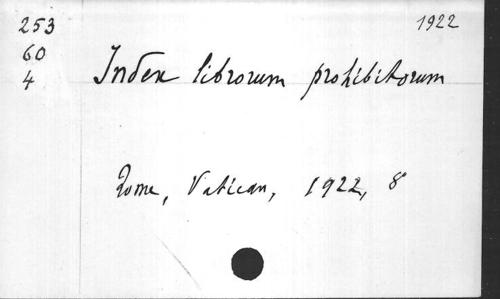 253
1922
60
4
Index librorum prohibitorum
Rome, Vatican, 1922, 8°